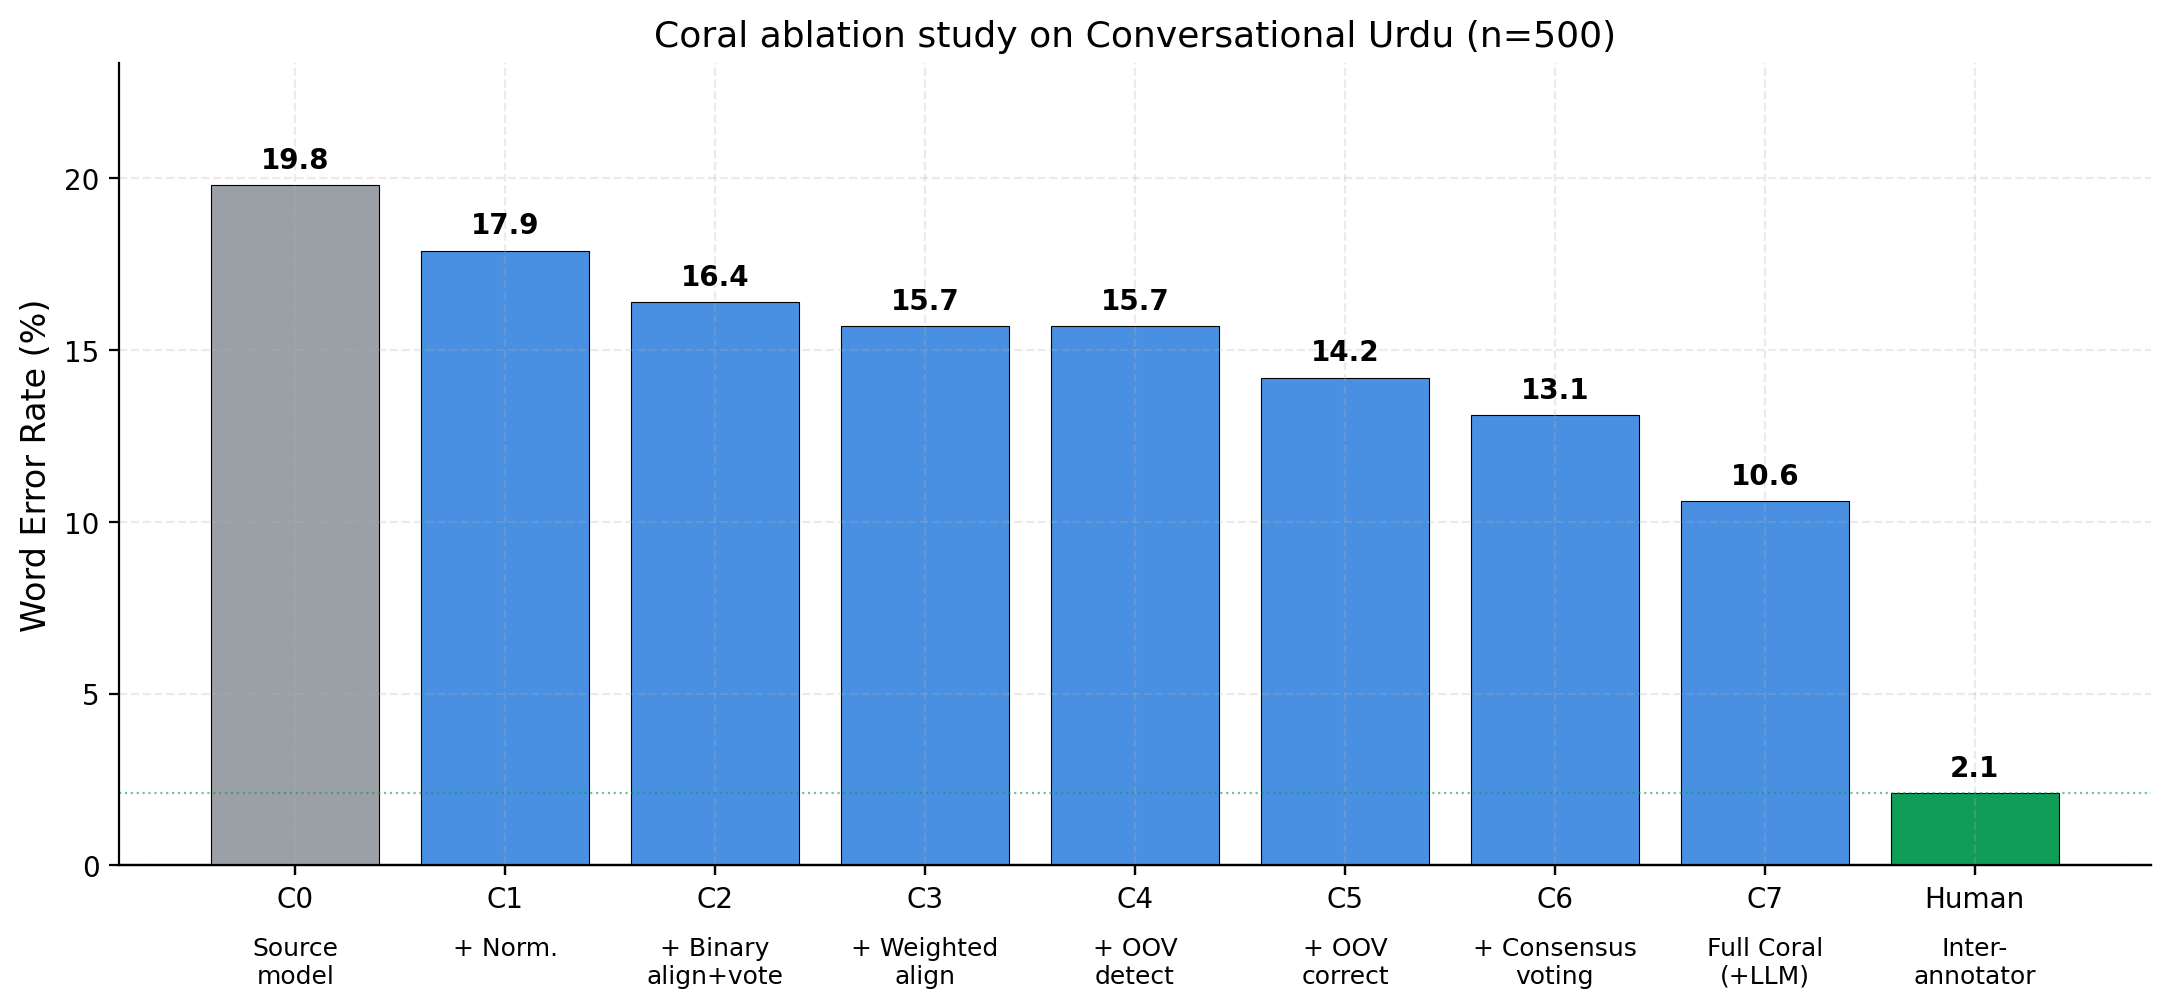 Coral ablation study on Conversational Urdu (n=500)
Word Error Rate (%)
20
15
10
5
0
19.8
17.9
16.4
15.7
15.7
14.2
13.1
10.6
2.1
C0
Source
model
C1
+ Norm.
C2
+ Binary
align+vote
C3
+ Weighted
align
C4
+ OOV
detect
C5
+ OOV
correct
C6
+ Consensus
voting
C7
Full Coral
(+LLM)
Human
Inter-
annotator